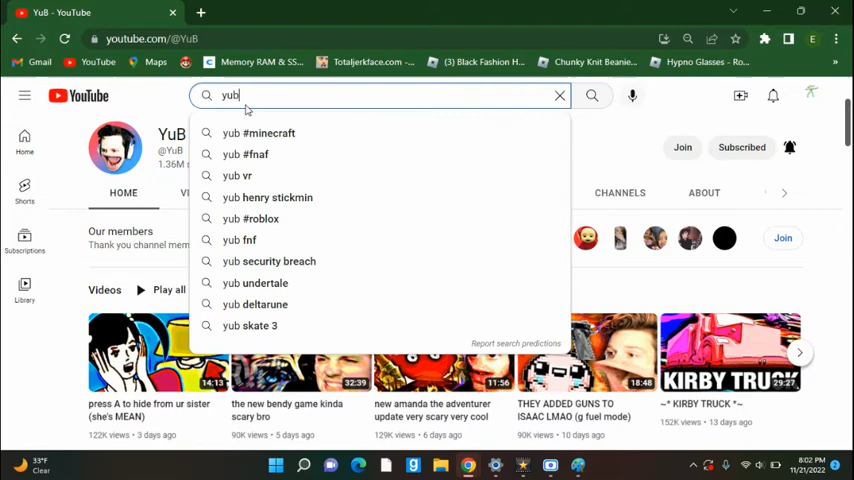 YuB - YouTube
youtube.com/@YuB
Gmail YouTube Maps Memory RAM & SS... Totaljerkface.com... (3) Black Fashion H... Chunky Knit Beanie... Hypno Glasses - Ro...
YouTube
yub
E
yub #minecraft
yub #fnaf
yub vr
yub henry stickmin
yub #roblox
yub fnf
yub security breach
yub undertale
yub deltarune
yub skate 3
Report search predictions
Home
Shorts
Subscriptions
Library
YuB
@YuB
1.36M
Join Subscribed
HOME VI CHANNELS ABOUT
Our members
Thank you channel mem
Join
Videos Play all
14:13
32:39
11:56
18:48
KIRBY TRUCK
29:27
press A to hide from ur sister
(she's MEAN)
122K views • 3 days ago
the new bendy game kinda
scary bro
90K views • 5 days ago
new amanda the adventurer
update very scary very cool
129K views • 6 days ago
THEY ADDED GUNS TO
ISAAC LMAO (g fuel mode)
90K views • 10 days ago
~* KIRBY TRUCK *~
152K views • 13 days ago
33°F
Clear
8:02 PM
11/21/2022
2